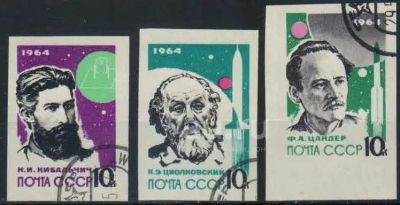 1964
Н.И. КИБАЛЬЧИЧ
ПОЧТА СССР 10к
1964
К.Э. ЦИОЛКОВСКИЙ
ПОЧТА СССР 10к
1964
Ф.А. ЦАНДЕР
ПОЧТА СССР 10к